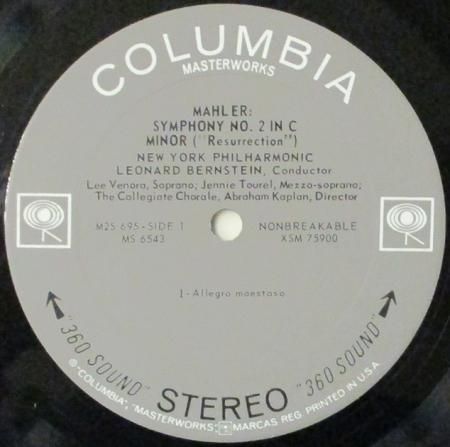 COLUMBIA
MASTERWORKS
MAHLER:
SYMPHONY NO. 2 IN C
MINOR ("Resurrection")
NEW YORK PHILHARMONIC
LEONARD BERNSTEIN, Conductor
Lee Venora, Soprano; Jennie Tourel, Mezzo-soprano;
The Collegiate Chorale, Abraham Kaplan, Director
M2S 695 - SIDE 1 NONBREAKABLE
MS 6543 XSM 75900
I - Allegro maestoso
"360 SOUND" STEREO "360 SOUND"
® "COLUMBIA", "MASTERWORKS", MARCAS REG. PRINTED IN U.S.A.